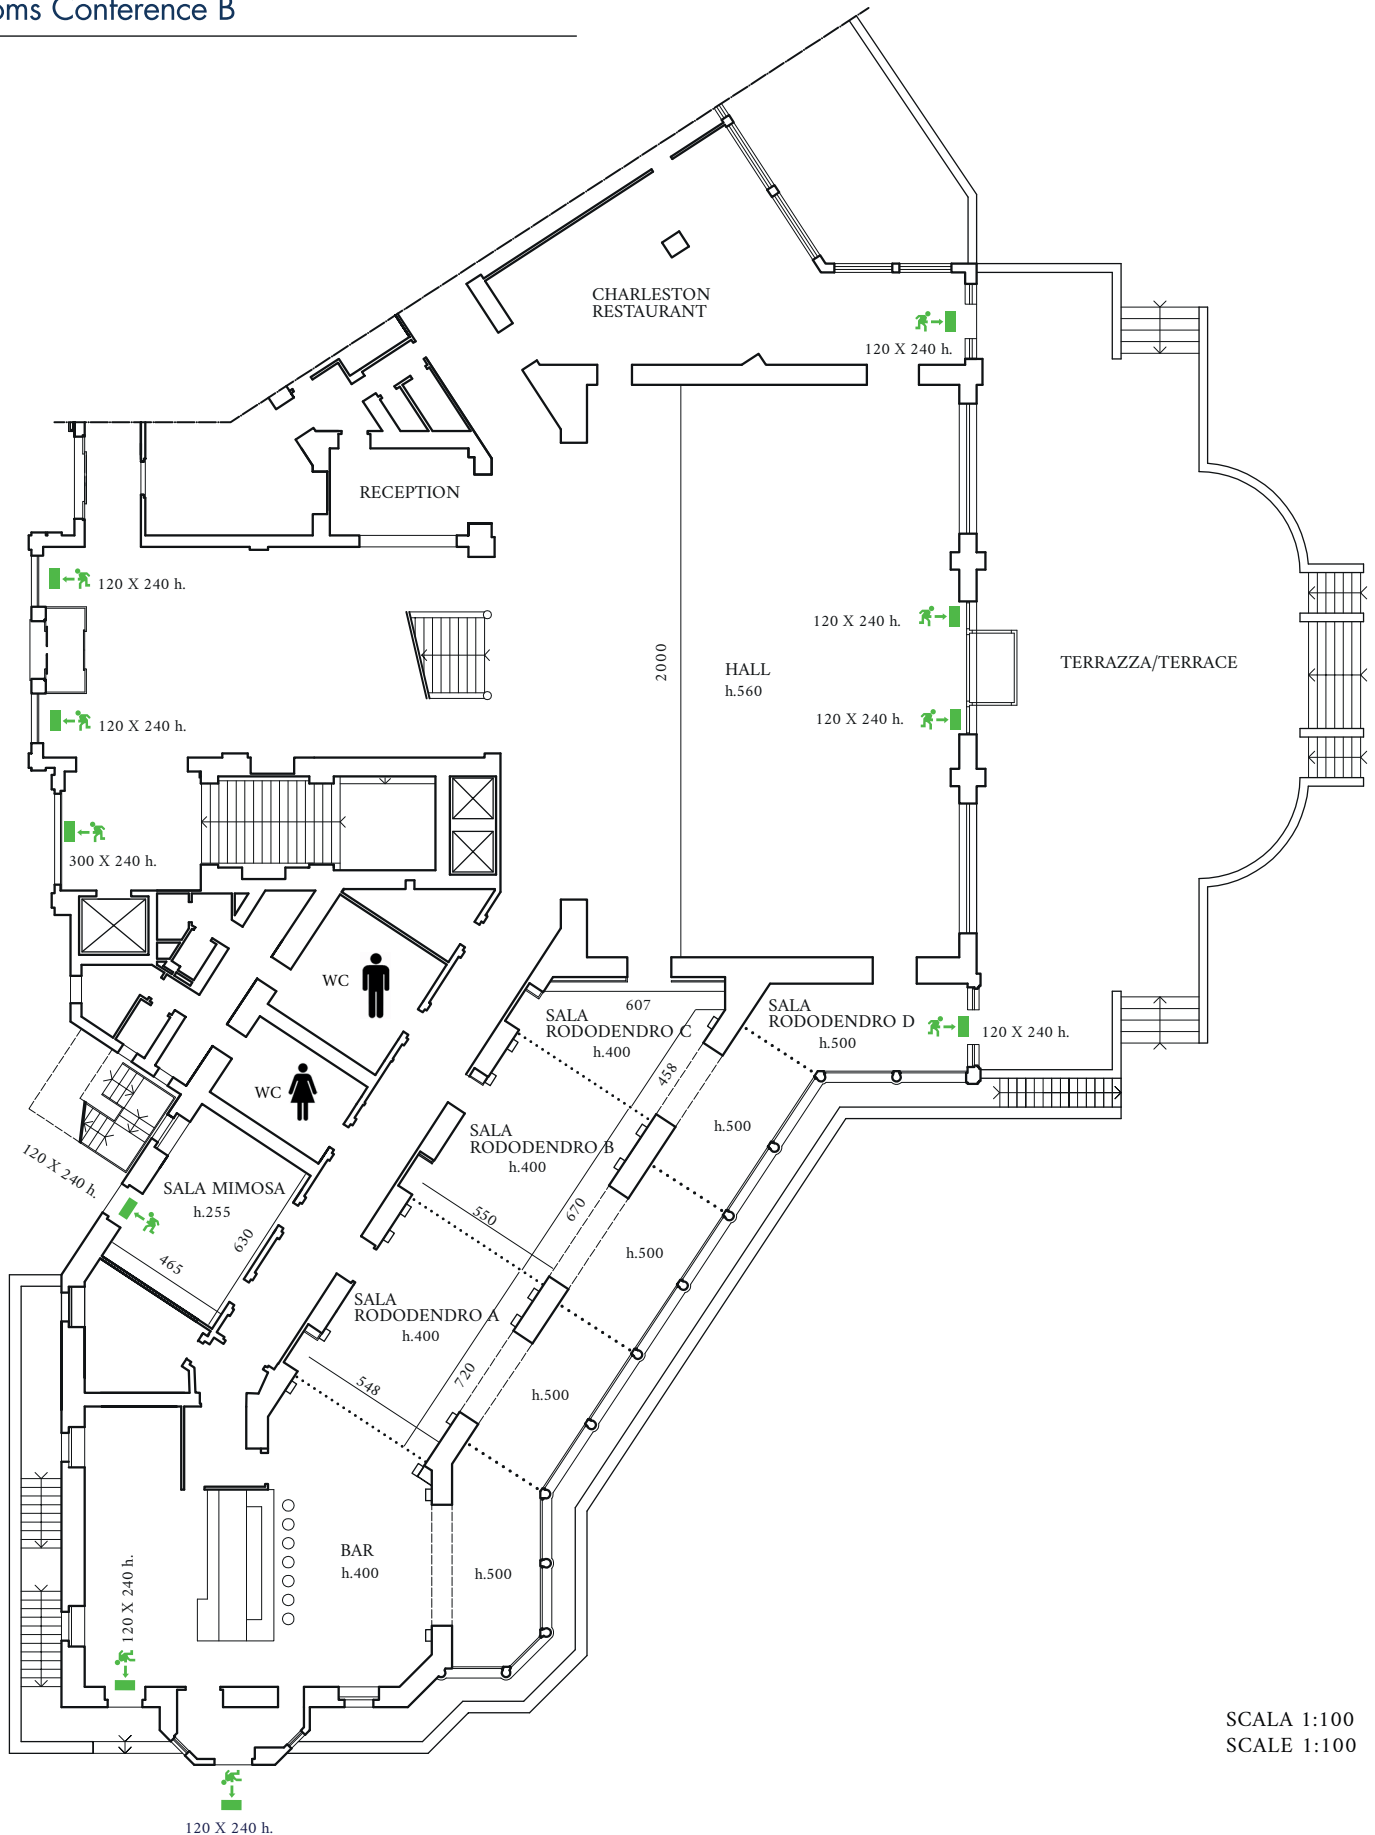 oms Conference B
CHARLESTON
RESTAURANT
120 X 240 h.
RECEPTION
120 X 240 h.
120 X 240 h.
2000
HALL
h.560
TERRAZZA/TERRACE
120 X 240 h.
120 X 240 h.
300 X 240 h.
WC
607
SALA
RODODENDRO C
h.400
SALA
RODODENDRO D
h.500
120 X 240 h.
458
WC
SALA
RODODENDRO B
h.400
h.500
120 X 240 h.
SALA MIMOSA
h.255
630
465
550
670
h.500
SALA
RODODENDRO A
h.400
548
720
h.500
BAR
h.400
h.500
120 X 240 h.
SCALA 1:100
SCALE 1:100
120 X 240 h.